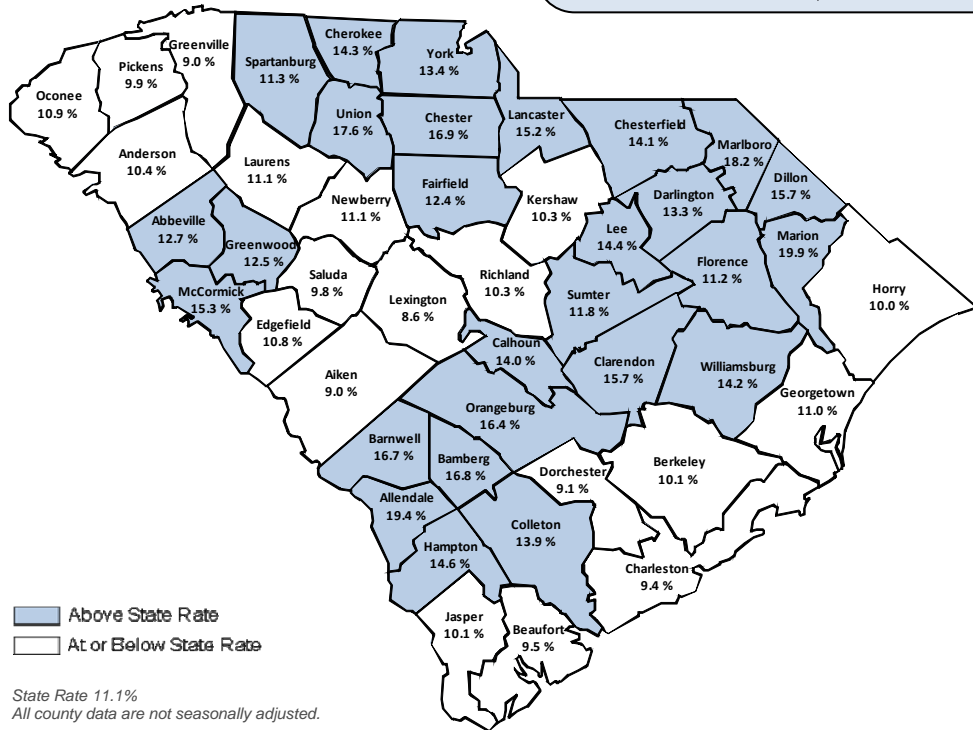 Greenville
9.0 %
Cherokee
14.3 %
York
13.4 %
Pickens
9.9 %
Spartanburg
11.3 %
Oconee
10.9 %
Union
17.6 %
Chester
16.9 %
Lancaster
15.2 %
Chesterfield
14.1 %
Marlboro
18.2 %
Anderson
10.4 %
Laurens
11.1 %
Dillon
15.7 %
Fairfield
12.4 %
Kershaw
10.3 %
Darlington
13.3 %
Newberry
11.1 %
Abbeville
12.7 %
Greenwood
12.5 %
Lee
14.4 %
Marion
19.9 %
Florence
11.2 %
Saluda
9.8 %
Richland
10.3 %
Horry
10.0 %
McCormick
15.3 %
Lexington
8.6 %
Sumter
11.8 %
Edgefield
10.8 %
Calhoun
14.0 %
Clarendon
15.7 %
Williamsburg
14.2 %
Aiken
9.0 %
Georgetown
11.0 %
Orangeburg
16.4 %
Barnwell
16.7 %
Bamberg
16.8 %
Dorchester
9.1 %
Berkeley
10.1 %
Allendale
19.4 %
Colleton
13.9 %
Hampton
14.6 %
Charleston
9.4 %
Jasper
10.1 %
Beaufort
9.5 %
Above State Rate
At or Below State Rate
State Rate 11.1%
All county data are not seasonally adjusted.